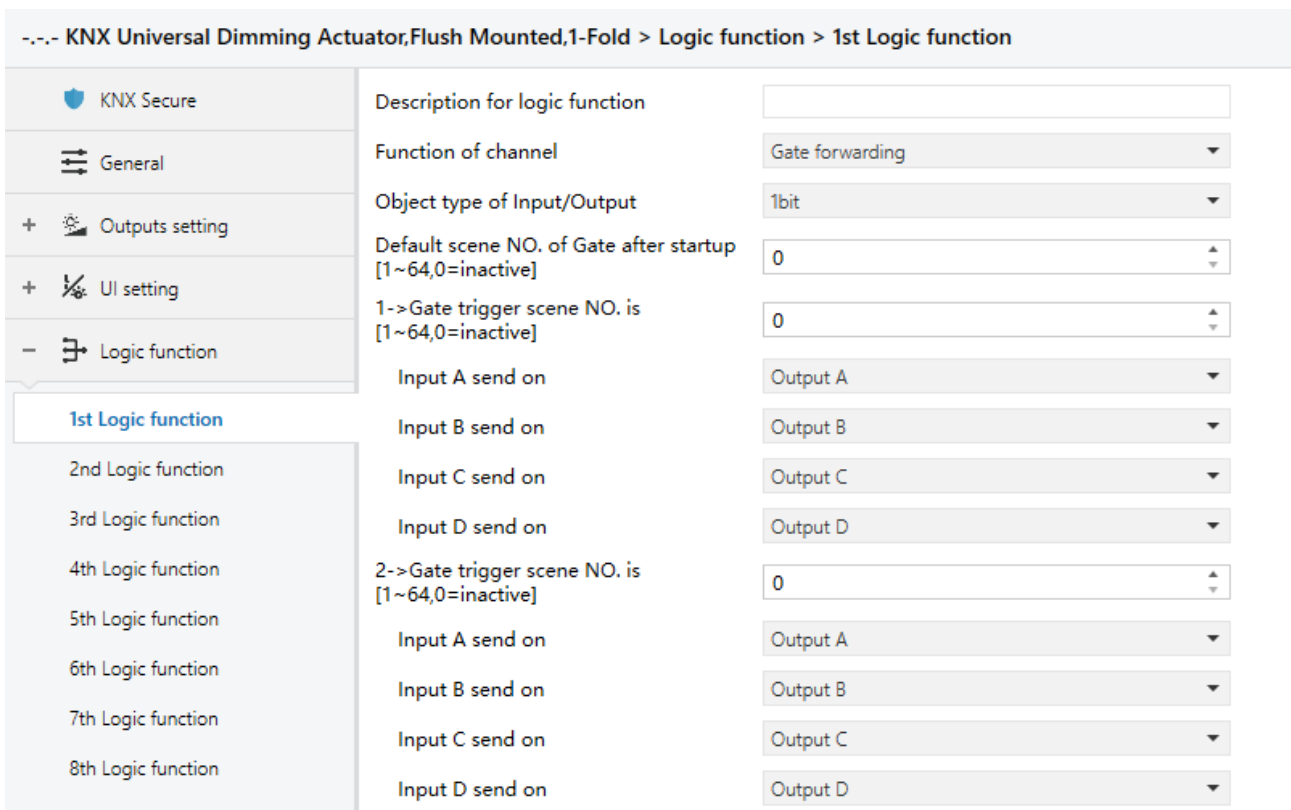 -.-.- KNX Universal Dimming Actuator,Flush Mounted,1-Fold > Logic function > 1st Logic function
KNX Secure
General
+ Outputs setting
+ UI setting
− Logic function
1st Logic function
2nd Logic function
3rd Logic function
4th Logic function
5th Logic function
6th Logic function
7th Logic function
8th Logic function
Description for logic function
Function of channel Gate forwarding
Object type of Input/Output 1bit
Default scene NO. of Gate after startup
[1~64,0=inactive] 0
1->Gate trigger scene NO. is
[1~64,0=inactive] 0
Input A send on Output A
Input B send on Output B
Input C send on Output C
Input D send on Output D
2->Gate trigger scene NO. is
[1~64,0=inactive] 0
Input A send on Output A
Input B send on Output B
Input C send on Output C
Input D send on Output D